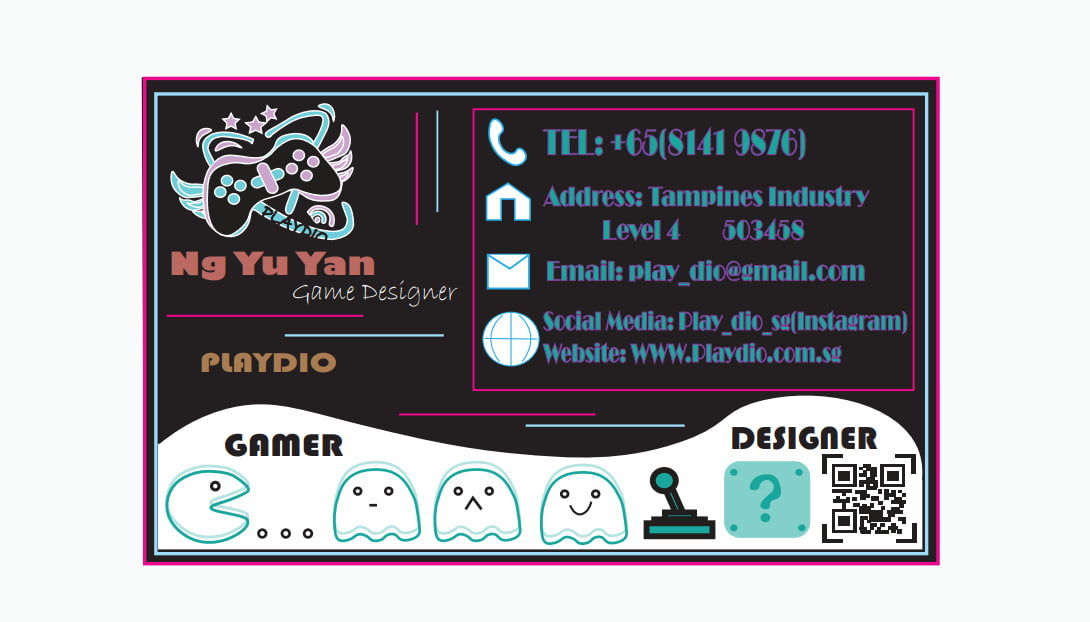 PLAYDIO
Ng Yu Yan
Game Designer
PLAYDIO
TEL: +65(8141 9876)
Address: Tampines Industry
Level 4 503458
Email: play_dio@gmail.com
Social Media: Play_dio_sg(Instagram)
Website: WWW.Playdio.com.sg
GAMER
DESIGNER
?